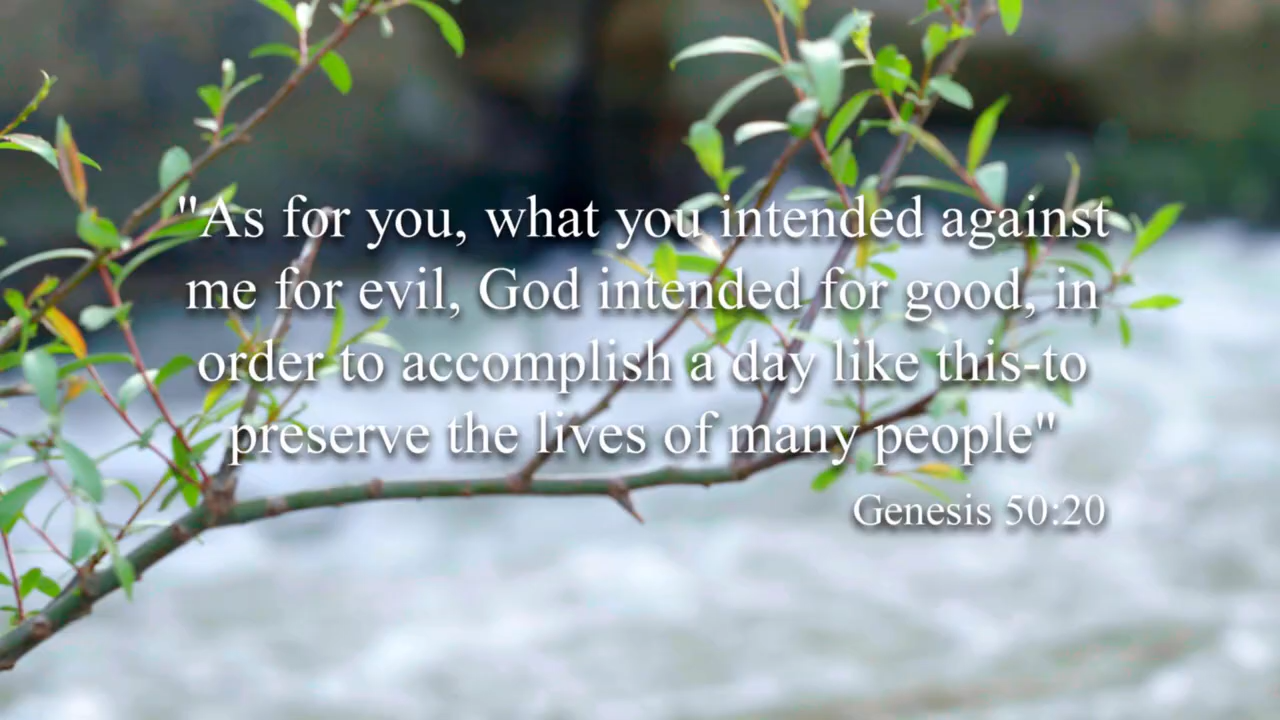 "As for you, what you intended against
me for evil, God intended for good, in
order to accomplish a day like this-to
preserve the lives of many people"
Genesis 50:20